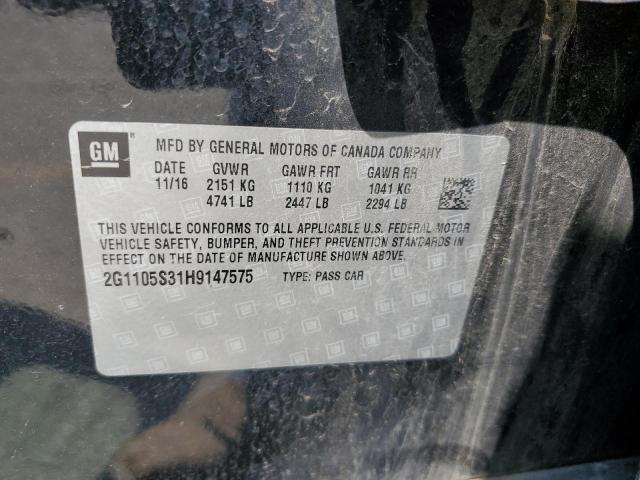 GM ® MFD BY GENERAL MOTORS OF CANADA COMPANY
DATE GVWR GAWR FRT GAWR RR
11/16 2151 KG 1110 KG 1041 KG
4741 LB 2447 LB 2294 LB
THIS VEHICLE CONFORMS TO ALL APPLICABLE U.S. FEDERAL MOTOR
VEHICLE SAFETY, BUMPER, AND THEFT PREVENTION STANDARDS IN
EFFECT ON THE DATE OF MANUFACTURE SHOWN ABOVE.
2G1105S31H9147575 TYPE: PASS CAR